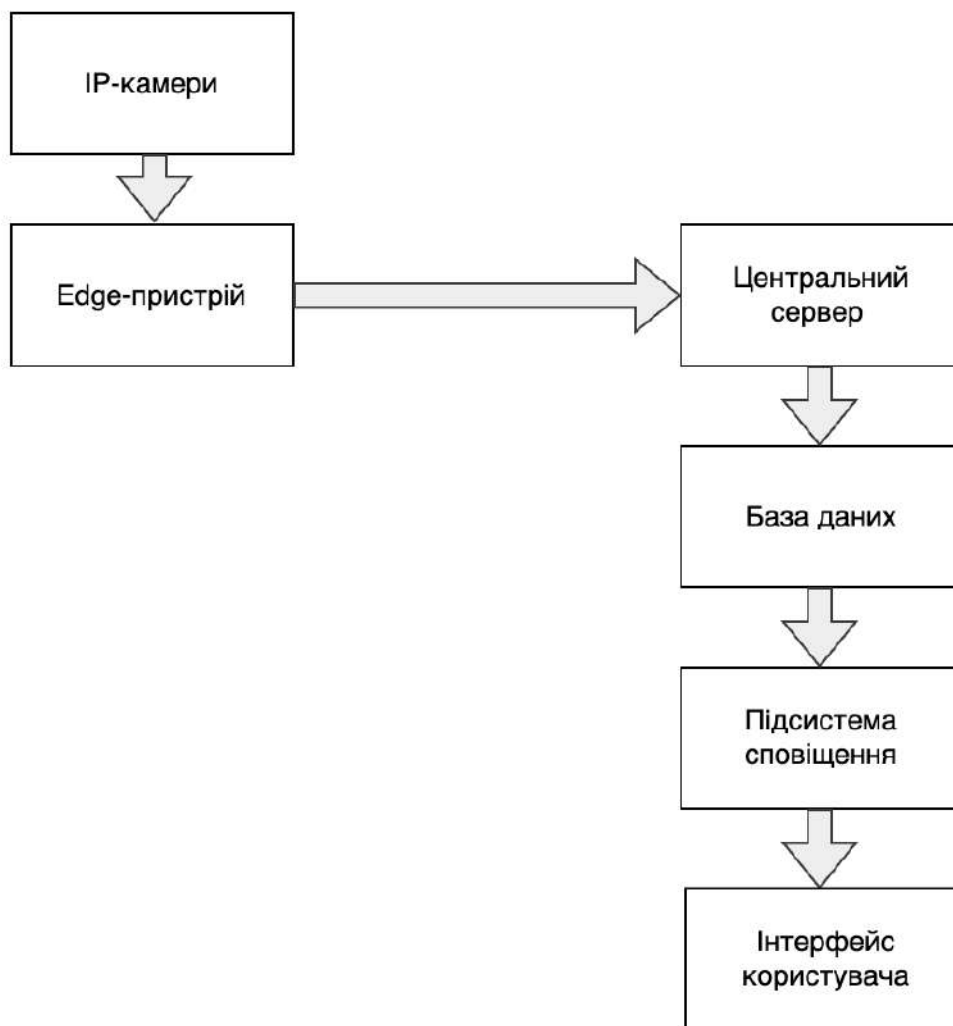 IP-камери
Edge-пристрій
Центральний
сервер
База даних
Підсистема
сповіщення
Інтерфейс
користувача